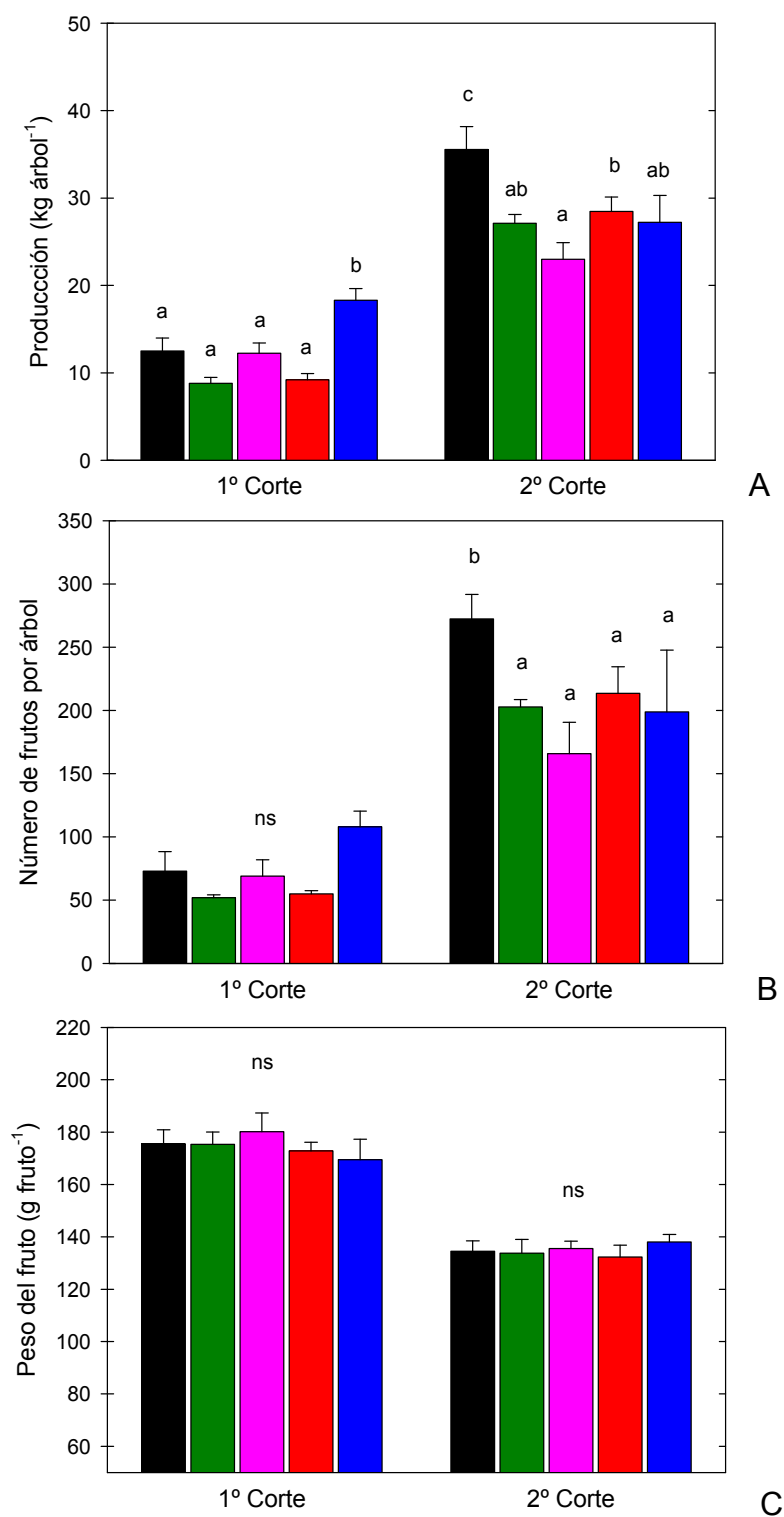 50
40
30
20
10
0
Produccción (kg árbol-1)
c
ab
a
b
ab
a
a
a
a
b
1º Corte 2º Corte
A
350
300
250
200
150
100
50
0
Número de frutos por árbol
b
a
a
a
a
ns
1º Corte 2º Corte
B
220
200
180
160
140
120
100
80
60
Peso del fruto (g fruto-1)
ns
ns
1º Corte 2º Corte
C